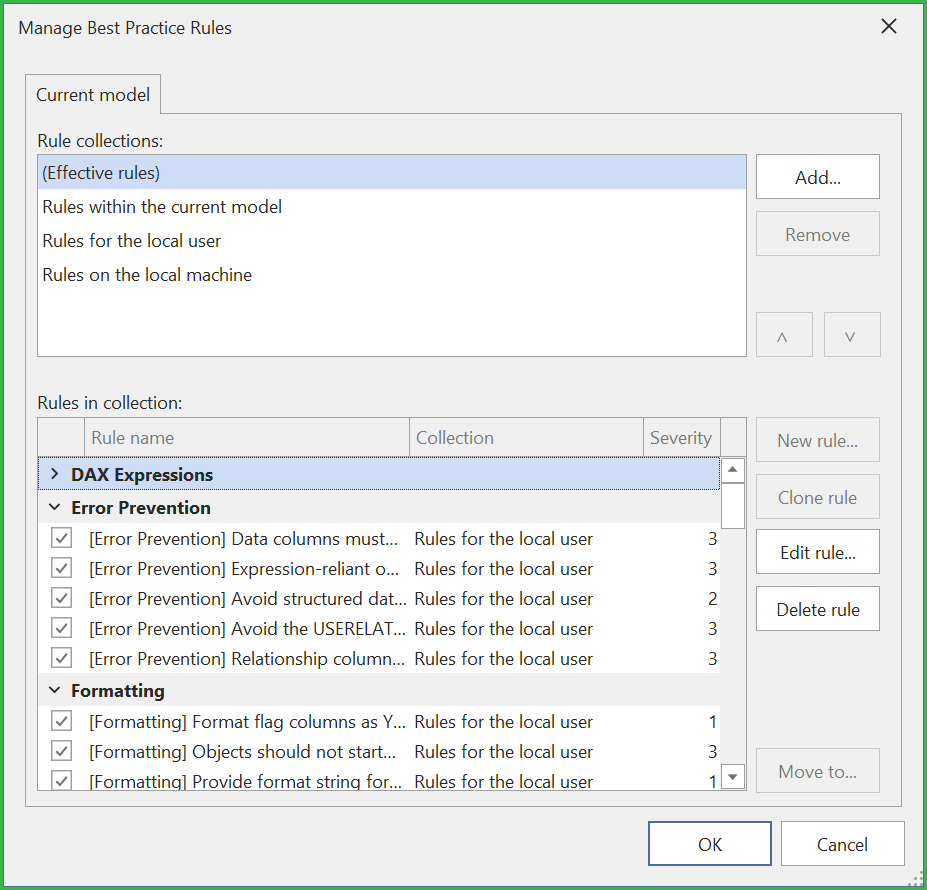 Manage Best Practice Rules
Current model
Rule collections:
(Effective rules)
Add...
Rules within the current model
Remove
Rules for the local user
Rules on the local machine
Rules in collection:
Rule name Collection Severity
New rule...
DAX Expressions
Clone rule
Error Prevention
[Error Prevention] Data columns must... Rules for the local user 3
Edit rule...
[Error Prevention] Expression-reliant o... Rules for the local user 3
[Error Prevention] Avoid structured dat... Rules for the local user 2
Delete rule
[Error Prevention] Avoid the USERELAT... Rules for the local user 3
[Error Prevention] Relationship column... Rules for the local user 3
Formatting
[Formatting] Format flag columns as Y... Rules for the local user 1
[Formatting] Objects should not start... Rules for the local user 3
[Formatting] Provide format string for... Rules for the local user 1
Move to...
OK Cancel